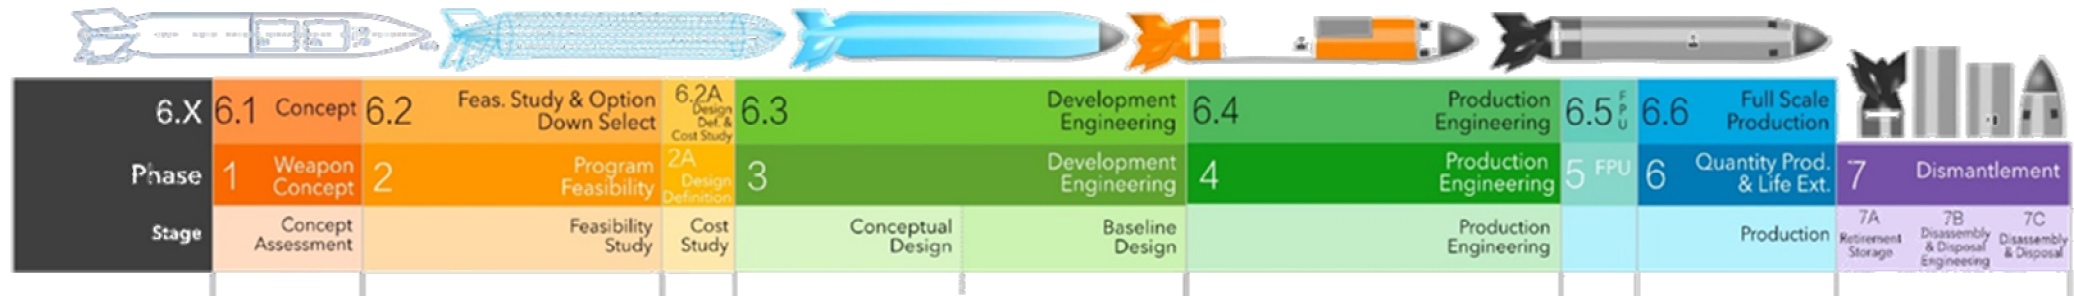 6.X
6.1 Concept
6.2 Feas. Study & Option
Down Select
6.2A
Design
Def. &
Cost Study
6.3 Development
Engineering
6.4 Production
Engineering
6.5 F
P
U
6.6 Full Scale
Production
Phase
1 Weapon
Concept
2 Program
Feasibility
2A
Design
Definition
3 Development
Engineering
4 Production
Engineering
5 FPU
6 Quantity Prod.
& Life Ext.
7 Dismantlement
Stage
Concept
Assessment
Feasibility
Study
Cost
Study
Conceptual
Design
Baseline
Design
Production
Engineering
Production
7A
Retirement
Storage
7B
Disassembly
& Disposal
Engineering
7C
Disassembly
& Disposal